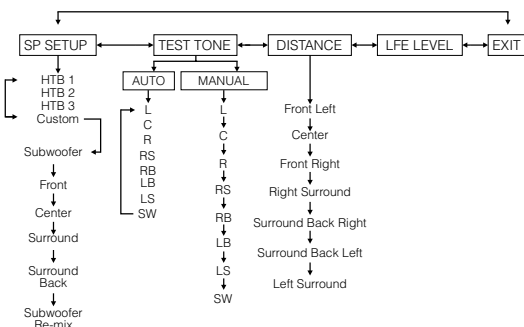 SP SETUP
TEST TONE
DISTANCE
LFE LEVEL
EXIT
HTB 1
HTB 2
HTB 3
Custom
Subwoofer
Front
Center
Surround
Surround
Back
Subwoofer
Re-mix
AUTO
L
C
R
RS
RB
LB
LS
SW
MANUAL
L
C
R
RS
RB
LB
LS
SW
Front Left
Center
Front Right
Right Surround
Surround Back Right
Surround Back Left
Left Surround